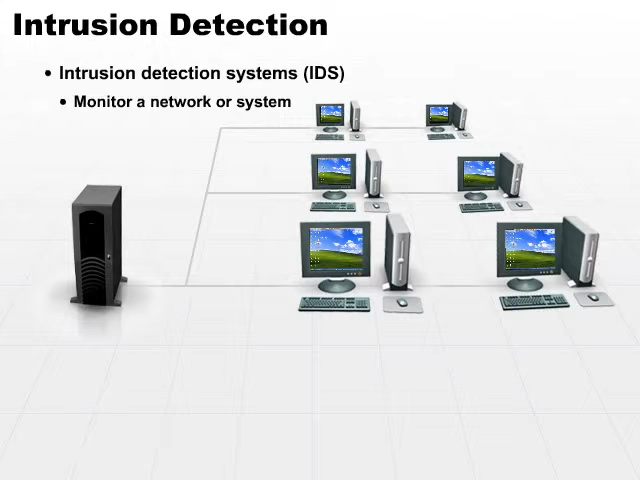 Intrusion Detection
• Intrusion detection systems (IDS)
• Monitor a network or system